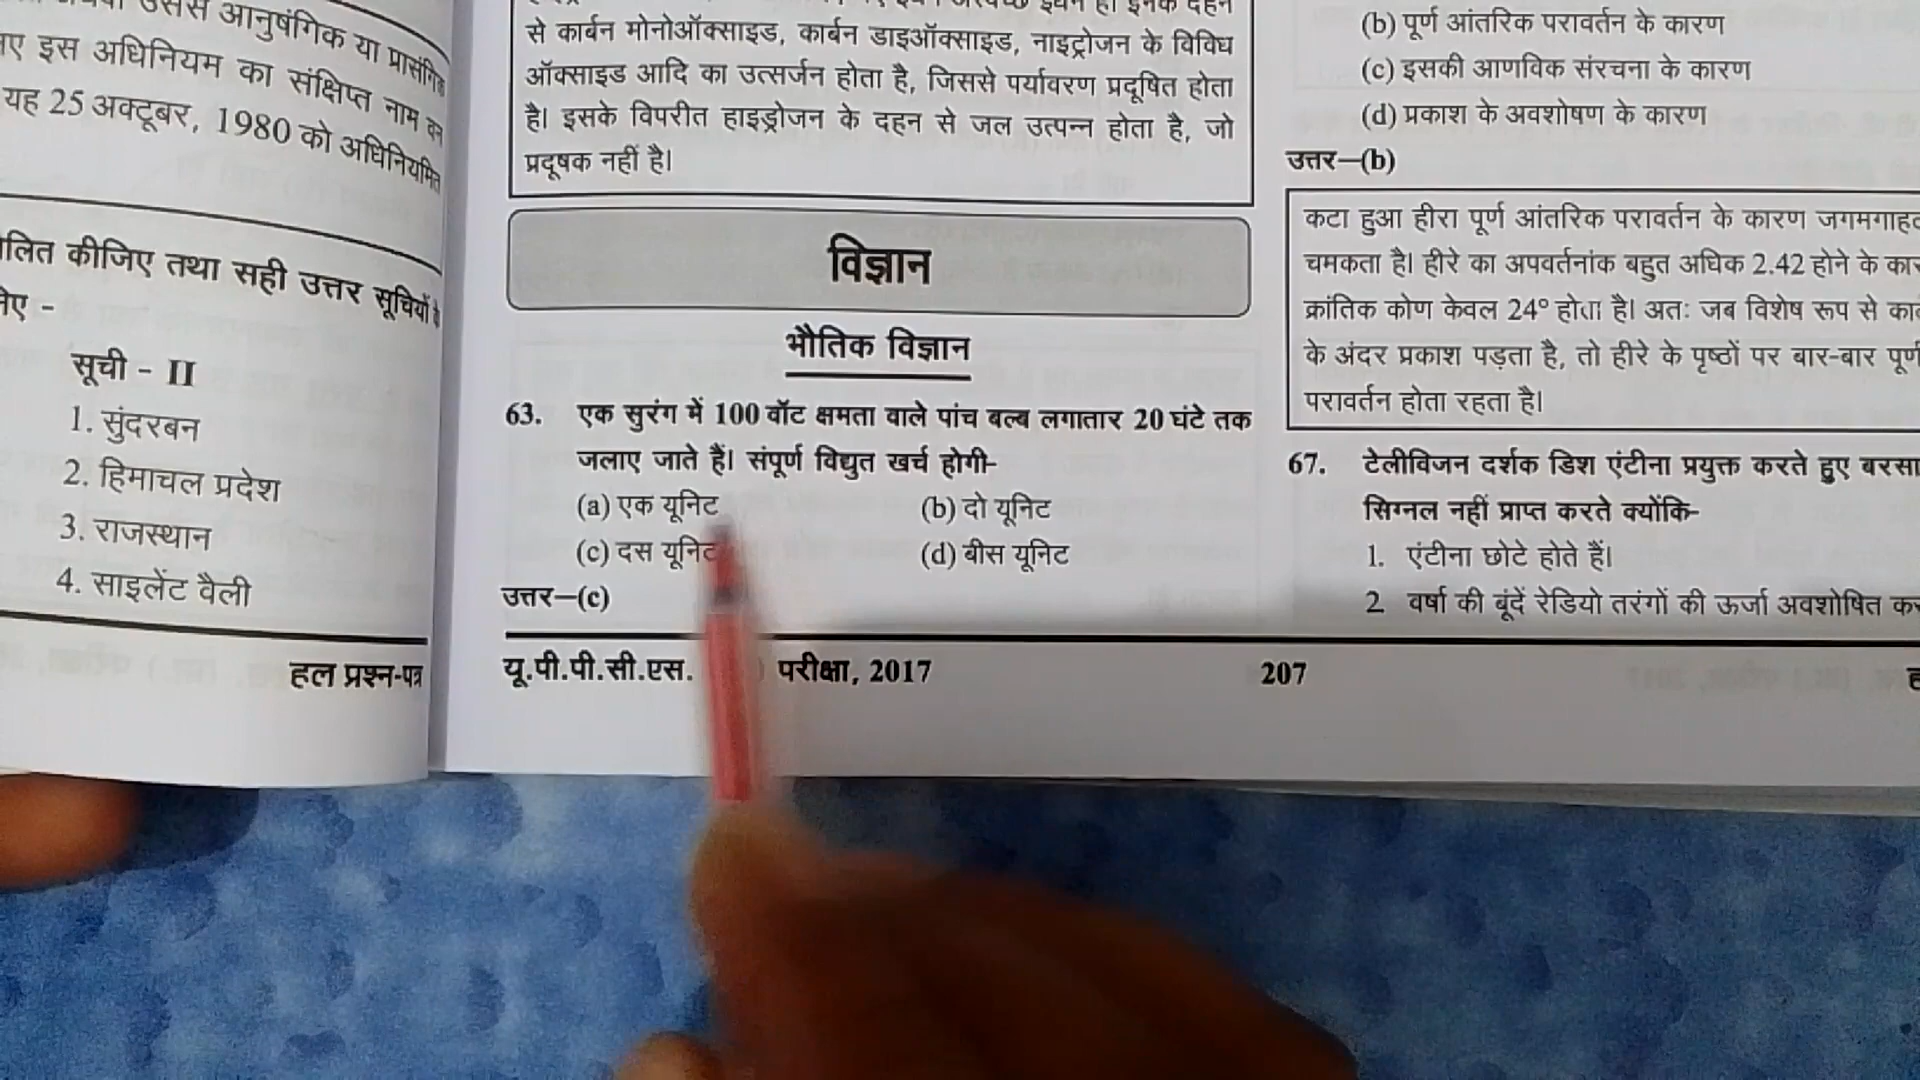 उससे आनुषंगिक या प्रासंगिक
इस अधिनियम का संक्षिप्त नाम वन
यह 25 अक्टूबर, 1980 को अधिनियमित
कीजिए तथा सही उत्तर सूचियों के
सूची - II
1. सुंदरबन
2. हिमाचल प्रदेश
3. राजस्थान
4. साइलेंट वैली
हल प्रश्न-पत्र
से कार्बन मोनोऑक्साइड, कार्बन डाइऑक्साइड, नाइट्रोजन के विविध
ऑक्साइड आदि का उत्सर्जन होता है, जिससे पर्यावरण प्रदूषित होता
है। इसके विपरीत हाइड्रोजन के दहन से जल उत्पन्न होता है, जो
प्रदूषक नहीं है।
विज्ञान
भौतिक विज्ञान
63. एक सुरंग में 100 वॉट क्षमता वाले पांच बल्ब लगातार 20 घंटे तक
जलाए जाते हैं। संपूर्ण विद्युत खर्च होगी-
(a) एक यूनिट (b) दो यूनिट
(c) दस यूनिट (d) बीस यूनिट
उत्तर—(c)
यू.पी.पी.सी.एस. परीक्षा, 2017 207
(b) पूर्ण आंतरिक परावर्तन के कारण
(c) इसकी आणविक संरचना के कारण
(d) प्रकाश के अवशोषण के कारण
उत्तर—(b)
कटा हुआ हीरा पूर्ण आंतरिक परावर्तन के कारण
चमकता है। हीरे का अपवर्तनांक बहुत अधिक 2.42 होने के
क्रांतिक कोण केवल 24° होता है। अतः जब विशेष रूप से
के अंदर प्रकाश पड़ता है, तो हीरे के पृष्ठों पर बार-बार पूर्ण
परावर्तन होता रहता है।
67. टेलीविजन दर्शक डिश एंटीना प्रयुक्त करते हुए
सिग्नल नहीं प्राप्त करते क्योंकि-
1. एंटीना छोटे होते हैं।
2 वर्षा की बूंदें रेडियो तरंगों की ऊर्जा अवशोषित